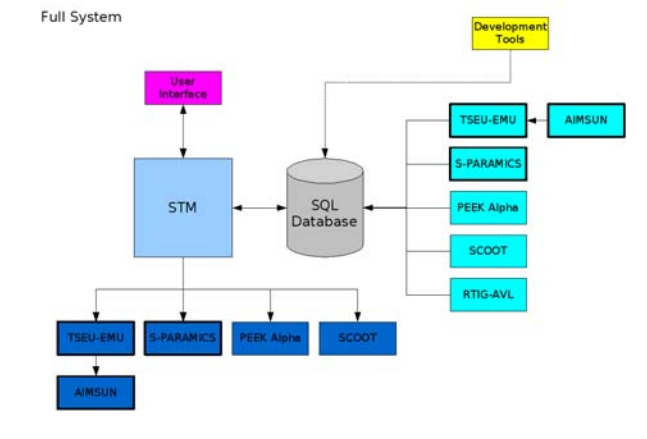 Full System
Development
Tools
User
Interface
TSEU-EMU
AIMSUN
S-PARAMICS
STM
SQL
Database
PEEK Alpha
SCOOT
RTIG-AVL
TSEU-EMU
S-PARAMICS
PEEK Alpha
SCOOT
AIMSUN